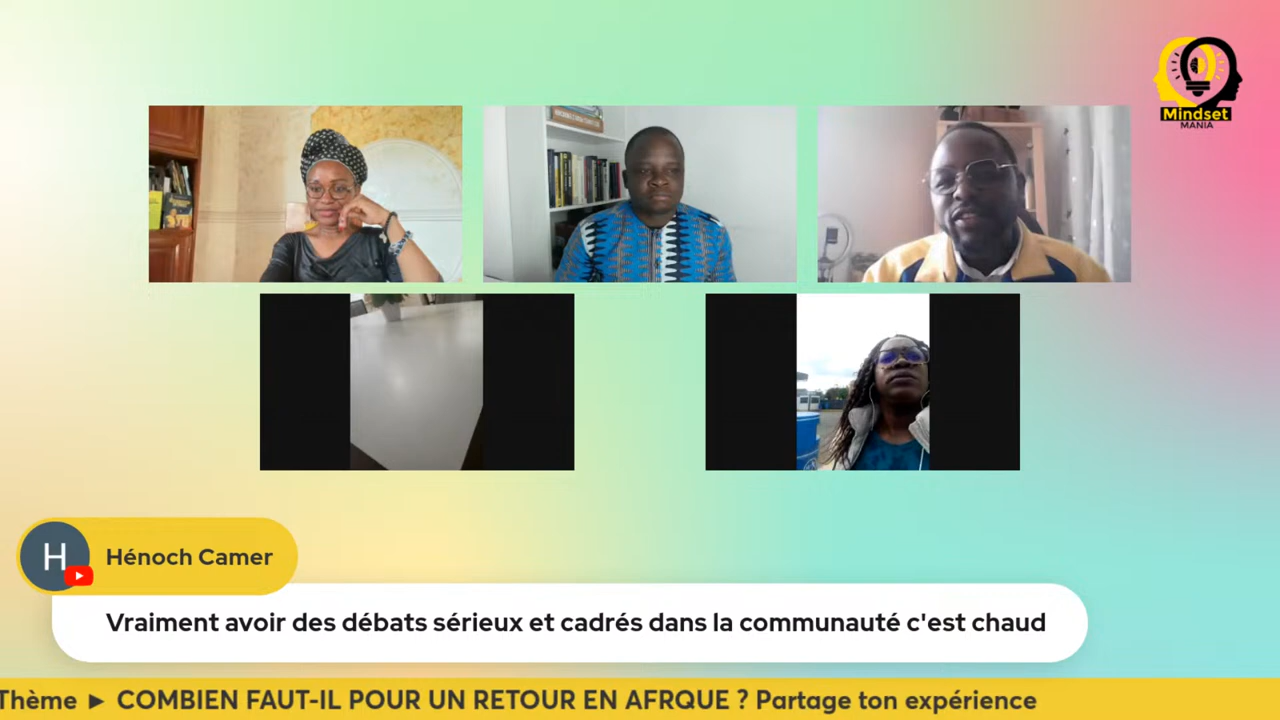 Mindset
MANIA
H
Hénoch Camer
Vraiment avoir des débats sérieux et cadrés dans la communauté c'est chaud
Thème ► COMBIEN FAUT-IL POUR UN RETOUR EN AFRQUE ? Partage ton expérience